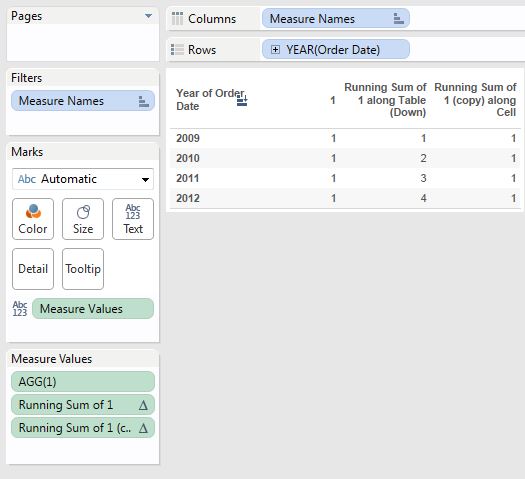 Pages
Columns
Measure Names
Rows
YEAR(Order Date)
Filters
Measure Names
Marks
Abc Automatic
Color
Size
Abc
123
Text
Detail
Tooltip
Abc
123
Measure Values
Measure Values
AGG(1)
Running Sum of 1 Δ
Running Sum of 1 (c.. Δ
Year of Order
Date
1
Running Sum of
1 along Table
(Down)
Running Sum of
1 (copy) along
Cell
2009 1 1 1
2010 1 2 1
2011 1 3 1
2012 1 4 1